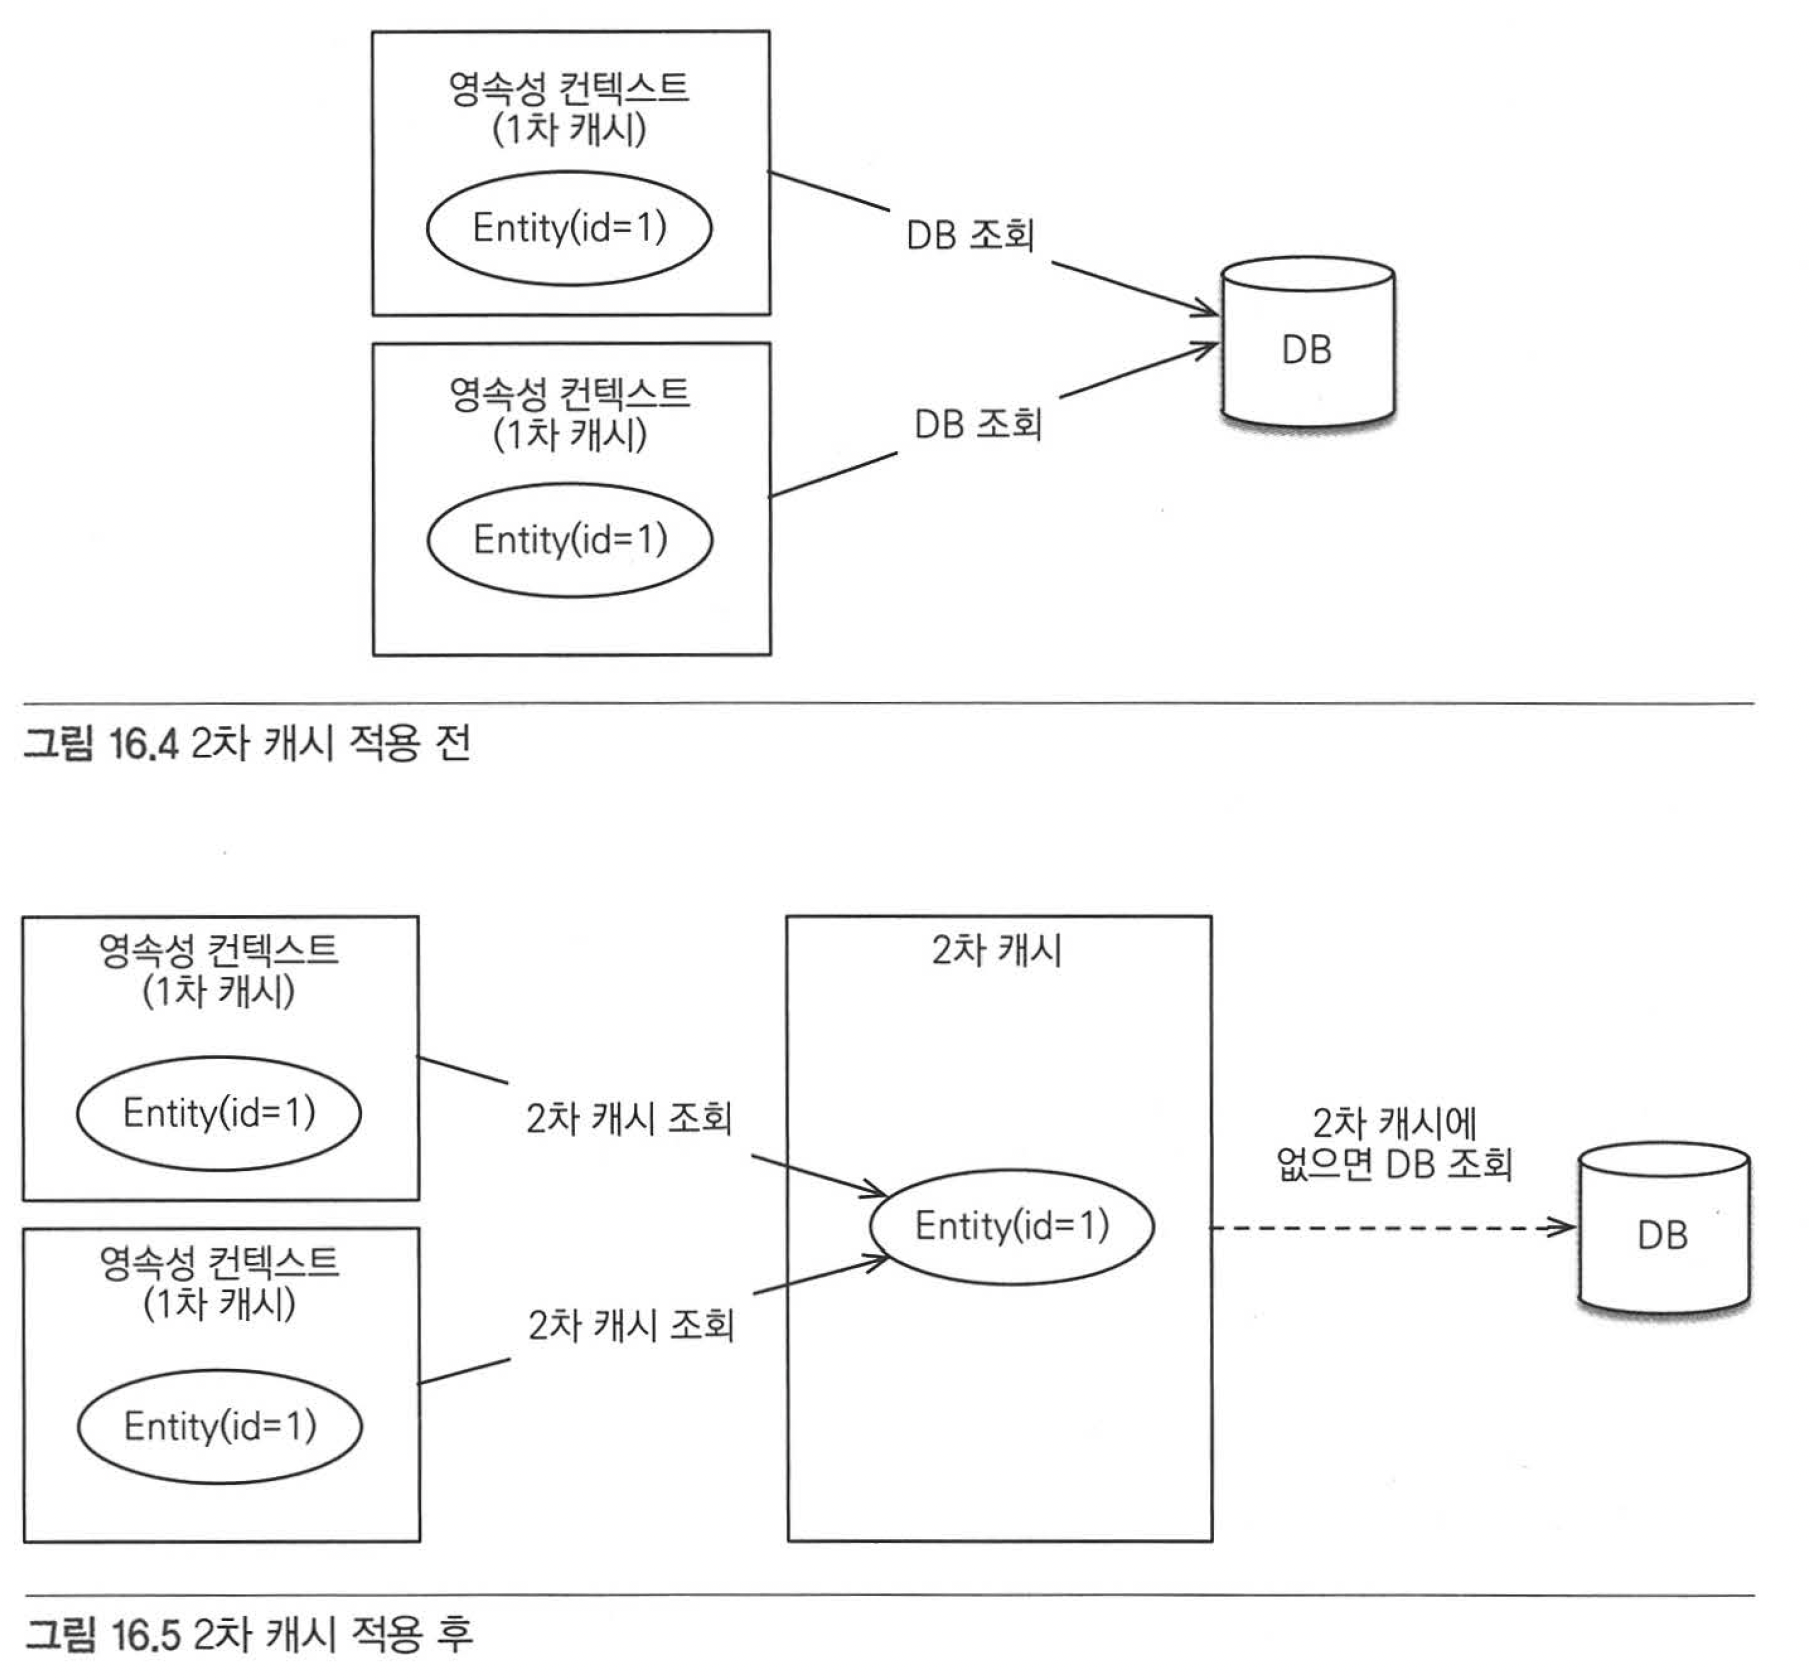 영속성 컨텍스트
(1차 캐시)
Entity(id=1)
DB 조회
영속성 컨텍스트
(1차 캐시)
Entity(id=1)
DB 조회
DB
그림 16.4 2차 캐시 적용 전
영속성 컨텍스트
(1차 캐시)
Entity(id=1)
2차 캐시 조회
영속성 컨텍스트
(1차 캐시)
Entity(id=1)
2차 캐시 조회
2차 캐시
Entity(id=1)
2차 캐시에
없으면 DB 조회
DB
그림 16.5 2차 캐시 적용 후